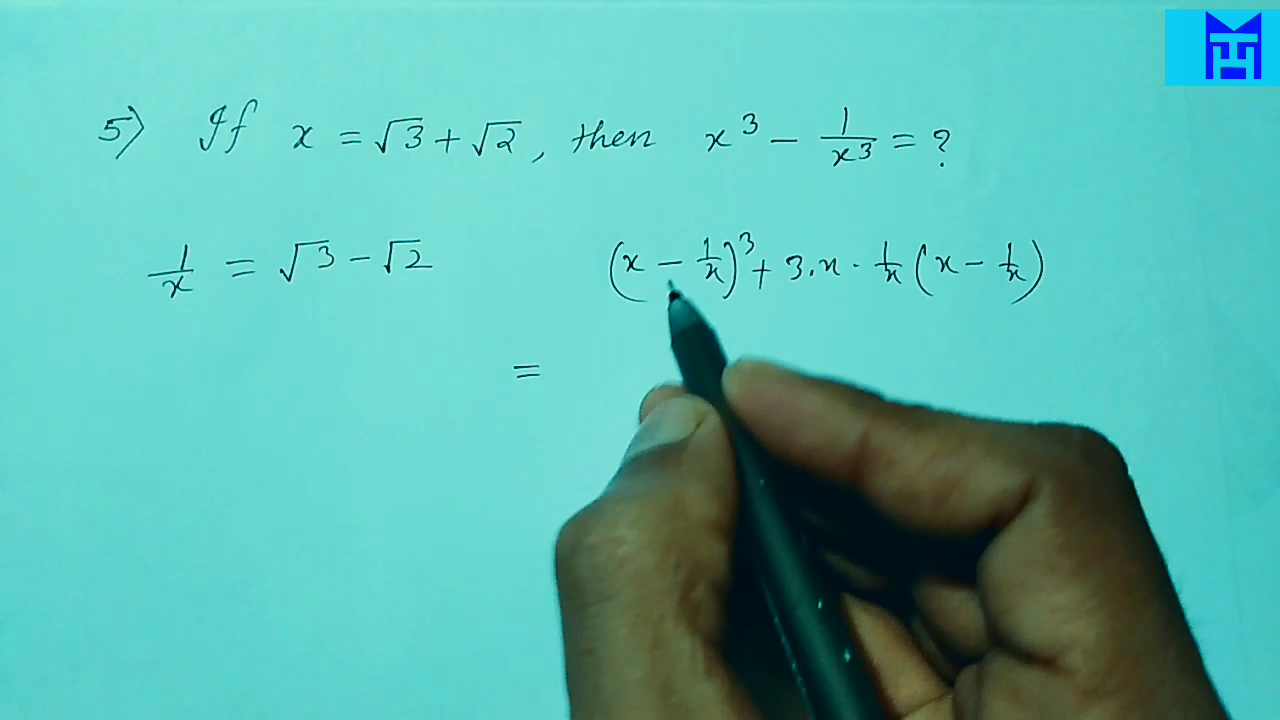 5) If x = √3 + √2, then x³ - 1/x³ = ?
1/x = √3 - √2
(x - 1/x)³ + 3.x . 1/x (x - 1/x)
=